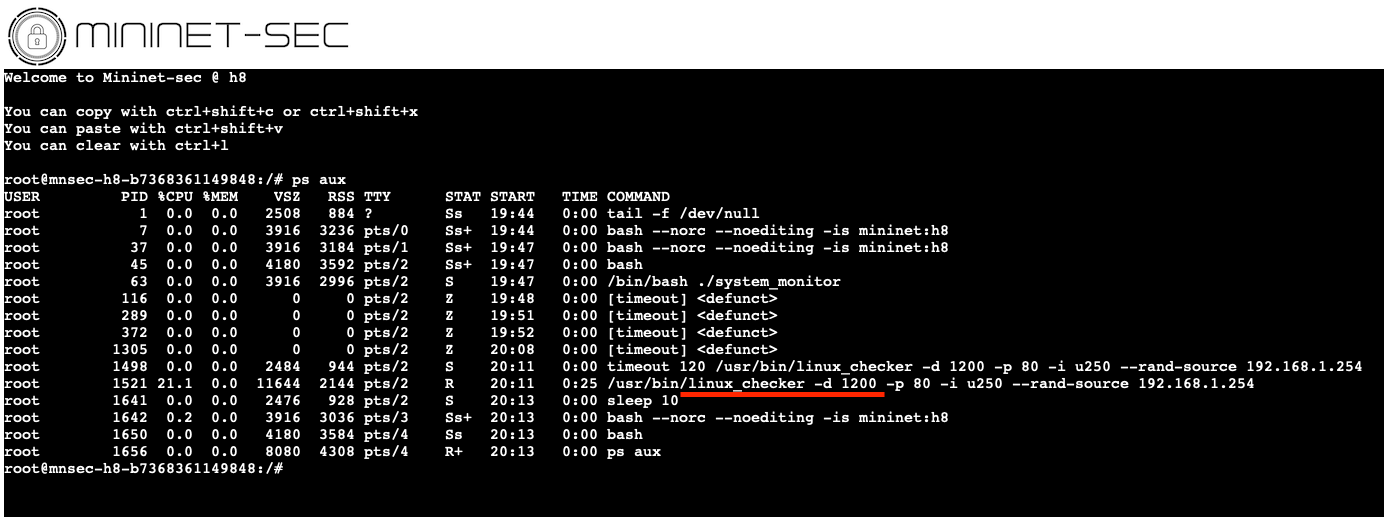 MININET-SEC
Welcome to Mininet-sec @ h8
You can copy with ctrl+shift+c or ctrl+shift+x
You can paste with ctrl+shift+v
You can clear with ctrl+l
root@mnsec-h8-b7368361149848:/# ps aux
USER PID %CPU %MEM VSZ RSS TTY STAT START TIME COMMAND
root 1 0.0 0.0 2508 884 ? Ss 19:44 0:00 tail -f /dev/null
root 7 0.0 0.0 3916 3236 pts/0 Ss+ 19:44 0:00 bash --norc --noediting -is mininet:h8
root 37 0.0 0.0 3916 3184 pts/1 Ss+ 19:47 0:00 bash --norc --noediting -is mininet:h8
root 45 0.0 0.0 4180 3592 pts/2 Ss+ 19:47 0:00 bash
root 63 0.0 0.0 3916 2996 pts/2 S 19:47 0:00 /bin/bash ./system_monitor
root 116 0.0 0.0 0 0 pts/2 Z 19:48 0:00 [timeout] <defunct>
root 289 0.0 0.0 0 0 pts/2 Z 19:51 0:00 [timeout] <defunct>
root 372 0.0 0.0 0 0 pts/2 Z 19:52 0:00 [timeout] <defunct>
root 1305 0.0 0.0 0 0 pts/2 Z 20:08 0:00 [timeout] <defunct>
root 1498 0.0 0.0 2484 944 pts/2 S 20:11 0:00 timeout 120 /usr/bin/linux_checker -d 1200 -p 80 -i u250 --rand-source 192.168.1.254
root 1521 21.1 0.0 11644 2144 pts/2 R 20:11 0:25 /usr/bin/linux_checker -d 1200 -p 80 -i u250 --rand-source 192.168.1.254
root 1641 0.0 0.0 2476 928 pts/2 S 20:13 0:00 sleep 10
root 1642 0.2 0.0 3916 3036 pts/3 Ss+ 20:13 0:00 bash --norc --noediting -is mininet:h8
root 1650 0.0 0.0 4180 3584 pts/4 Ss 20:13 0:00 bash
root 1656 0.0 0.0 8080 4308 pts/4 R+ 20:13 0:00 ps aux
root@mnsec-h8-b7368361149848:/#